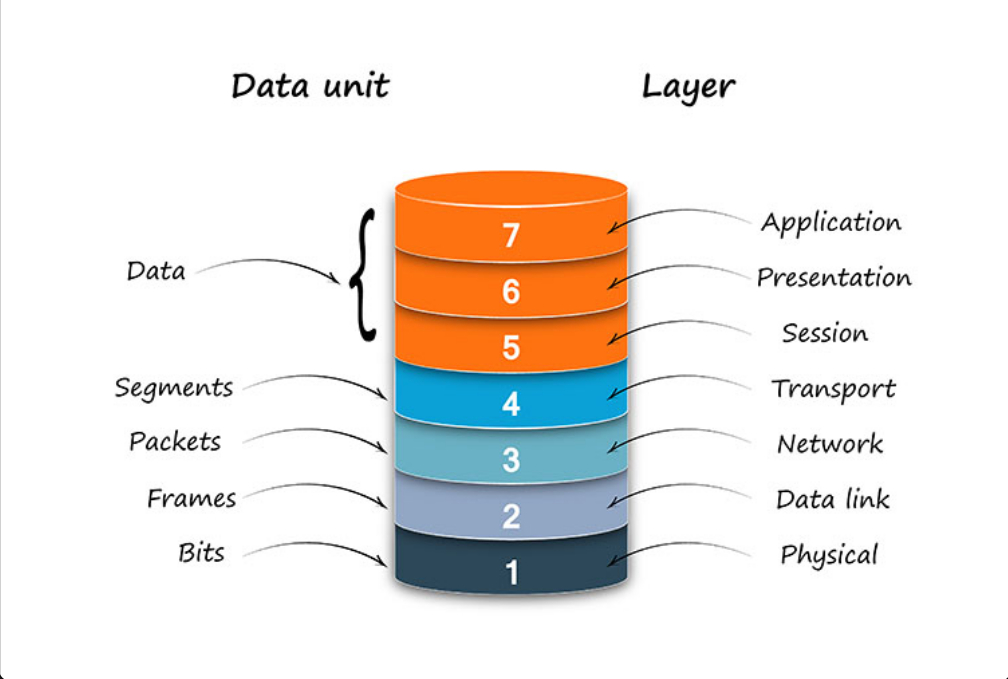 Data unit
Layer
7
Application
Data
6
Presentation
5
Session
Segments
4
Transport
Packets
3
Network
Frames
2
Data link
Bits
1
Physical